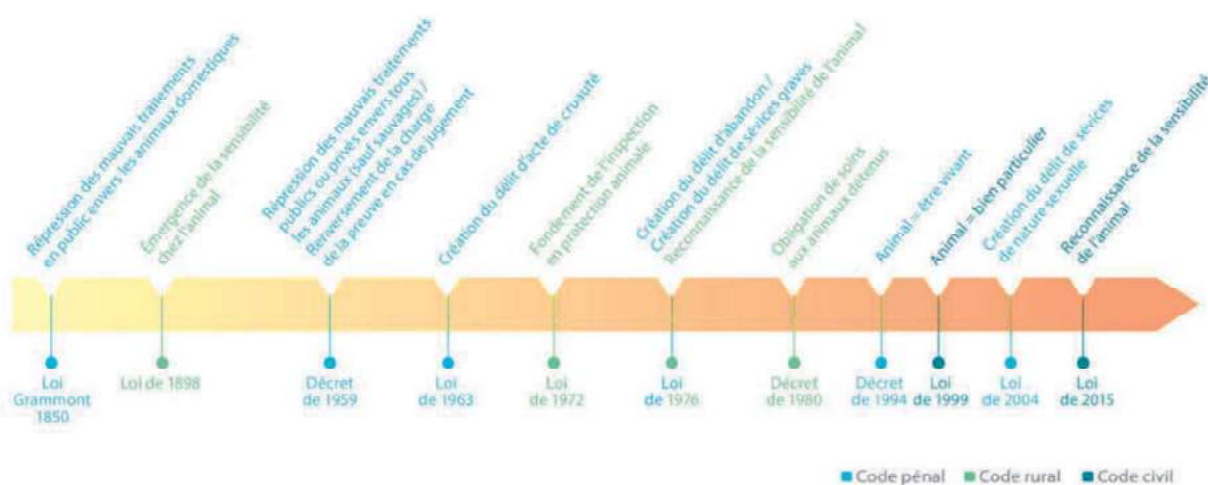 Répression des mauvais traitements
en public envers les animaux domestiques
Émergence de la sensibilité
chez l'animal
Répression des mauvais traitements
publics ou privés envers tous
les animaux (sauf sauvages) /
Renversement de la charge
de la preuve en cas de jugement
Création du délit d'acte de cruauté
Fondement de l'inspection
en protection animale
Création du délit d'abandon /
Création du délit de sévices graves
Reconnaissance de la sensibilité de l'animal
Obligation de soins
aux animaux détenus
Animal = être vivant
Animal = bien particulier
Création du délit de sévices
de nature sexuelle
Reconnaissance de la sensibilité
de l'animal
Loi
Grammont
1850
Loi de 1898
Décret
de 1959
Loi
de 1963
Loi
de 1972
Loi
de 1976
Décret
de 1980
Décret
de 1994
Loi
de 1999
Loi
de 2004
Loi
de 2015
Code pénal
Code rural
Code civil